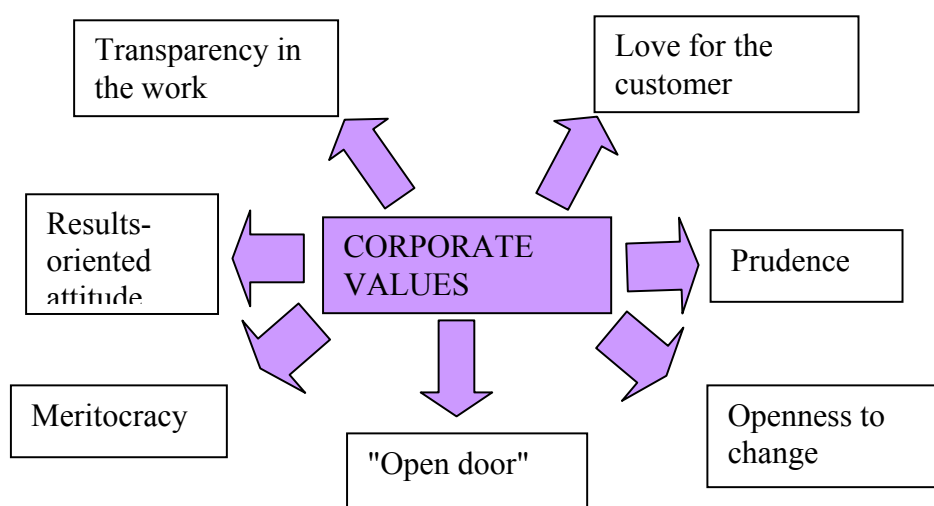 Transparency in
the work
Love for the
customer
Results-
oriented
attitude
CORPORATE
VALUES
Prudence
Meritocracy
"Open door"
Openness to
change